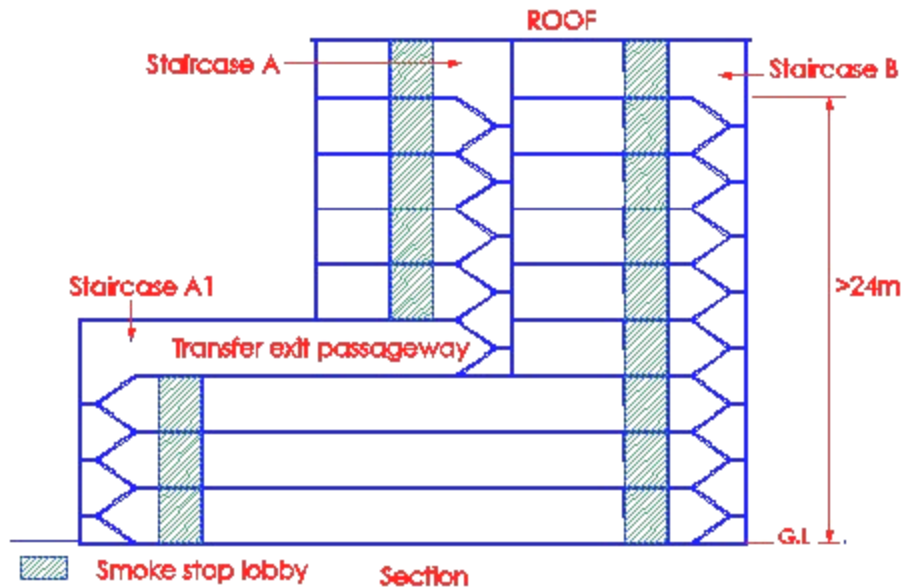 ROOF
Staircase A
Staircase B
Staircase A1
>24m
Transfer exit passageway
G.L
Smoke stop lobby
Section